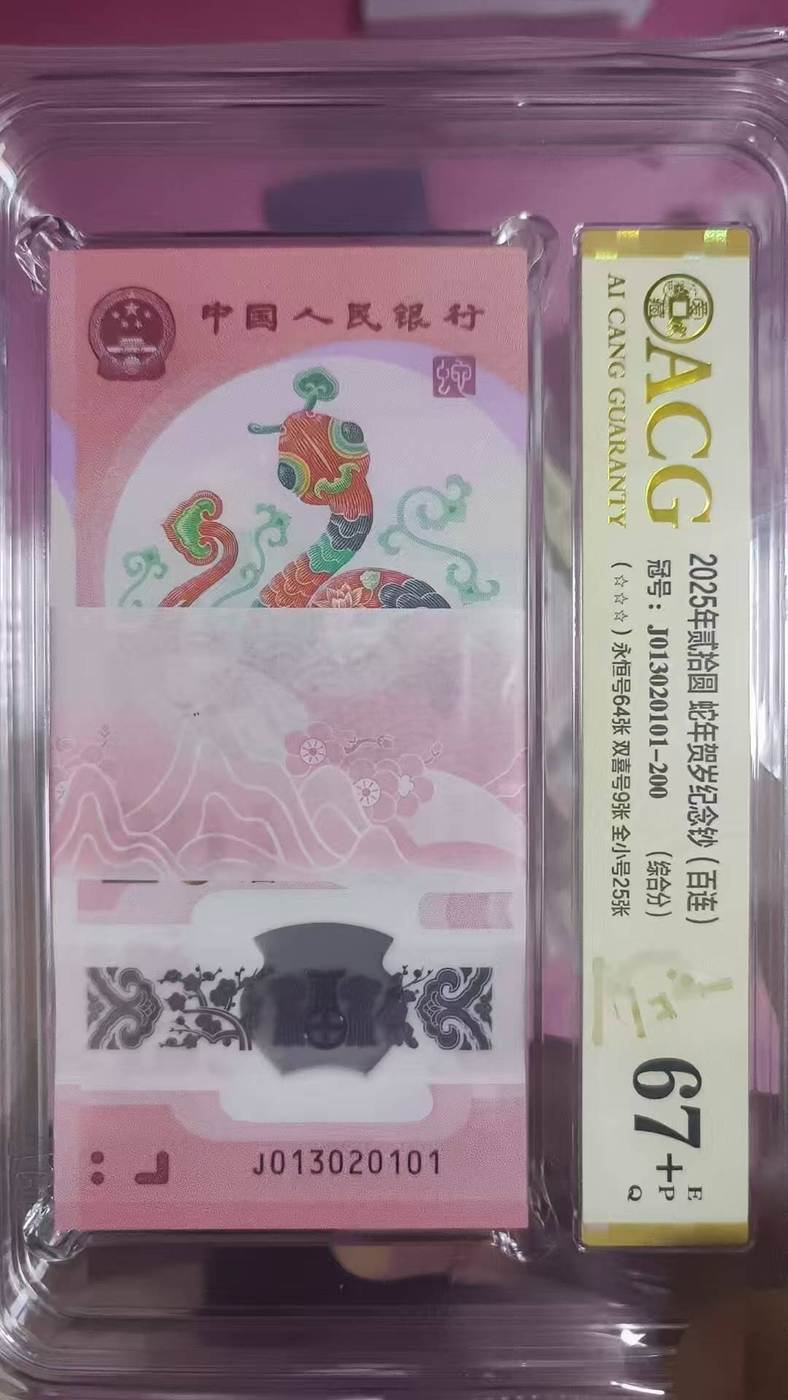 中国人民银行
蛇
J013020101
ACG
AI CANG GUARANTY
2025年贰拾圆 蛇年贺岁纪念钞（百连）
冠号：J013020101-200 （综合分）
（☆☆☆）永恒号64张 双喜号9张 全小号25张
67+
E
P
Q